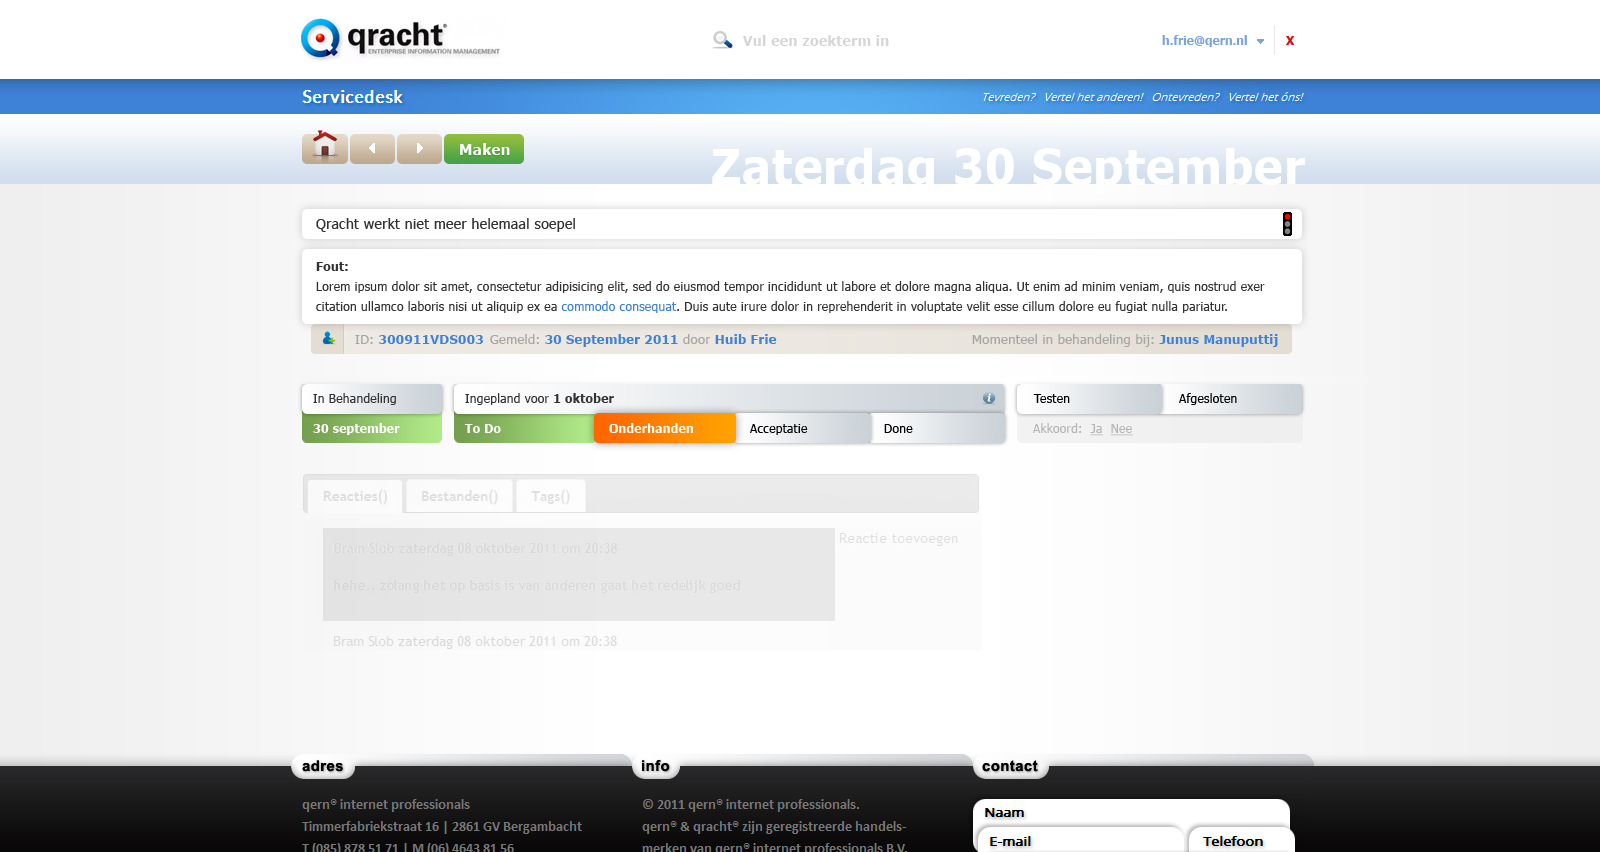 qracht®
ENTERPRISE INFORMATION MANAGEMENT
Vul een zoekterm in
h.frie@qern.nl
X
Servicedesk
Tevreden? Vertel het anderen! Ontevreden? Vertel het óns!
Maken
Zaterdag 30 September
Qracht werkt niet meer helemaal soepel
Fout:
Lorem ipsum dolor sit amet, consectetur adipisicing elit, sed do eiusmod tempor incididunt ut labore et dolore magna aliqua. Ut enim ad minim veniam, quis nostrud exer
citation ullamco laboris nisi ut aliquip ex ea commodo consequat. Duis aute irure dolor in reprehenderit in voluptate velit esse cillum dolore eu fugiat nulla pariatur.
ID: 300911VDS003 Gemeld: 30 September 2011 door Huib Frie
Momenteel in behandeling bij: Junus Manuputtij
In Behandeling
30 september
Ingepland voor 1 oktober
To Do
Onderhanden
Acceptatie
Done
Testen
Afgesloten
Akkoord: Ja Nee
Reacties()
Bestanden()
Tags()
Bram Slob zaterdag 08 oktober 2011 om 20:38
Reactie toevoegen
hehe.. zolang het op basis is van anderen gaat het redelijk goed
Bram Slob zaterdag 08 oktober 2011 om 20:38
adres
qern® internet professionals
Timmerfabriekstraat 16 | 2861 GV Bergambacht
T (085) 878 51 71 | M (06) 4643 81 56
info
© 2011 qern® internet professionals.
qern® & qracht® zijn geregistreerde handels-
merken van qern® internet professionals B.V.
contact
Naam
E-mail
Telefoon